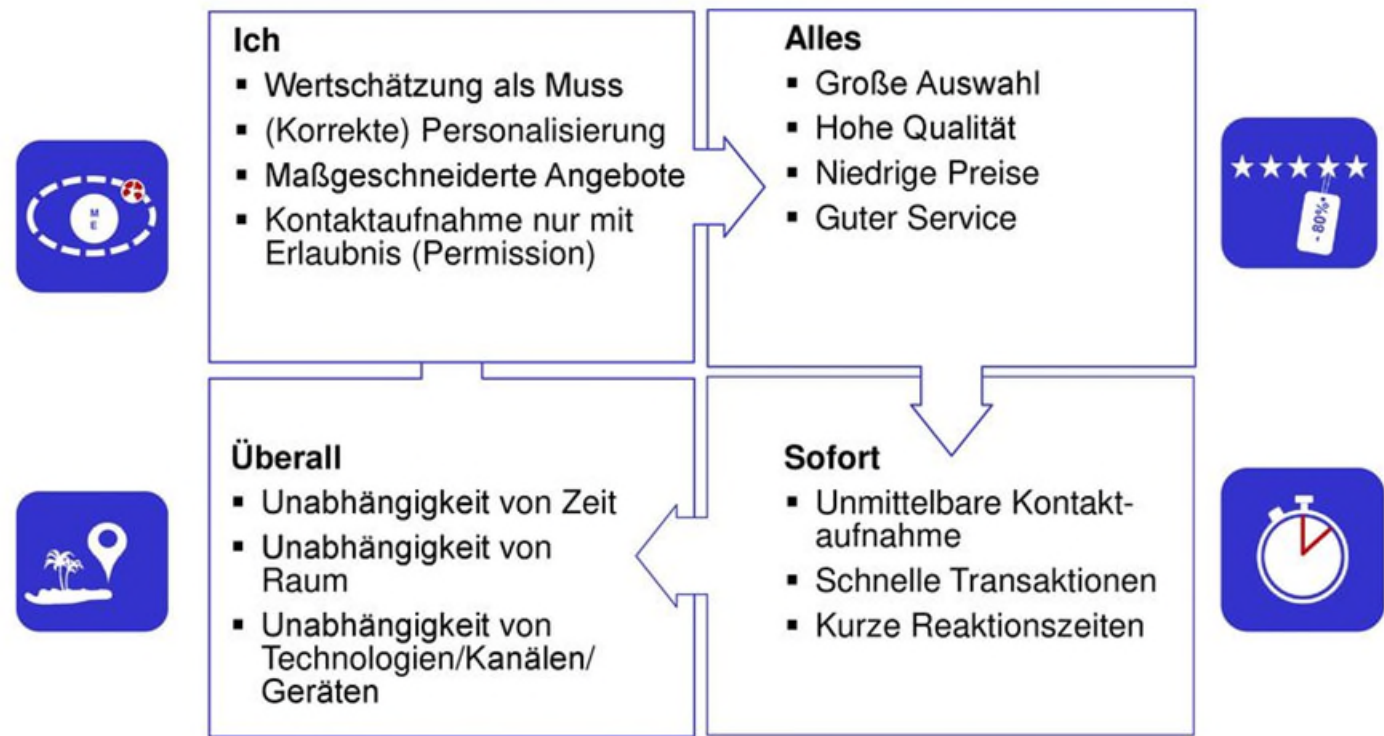 Ich
▪ Wertschätzung als Muss
▪ (Korrekte) Personalisierung
▪ Maßgeschneiderte Angebote
▪ Kontaktaufnahme nur mit
Erlaubnis (Permission)
Alles
▪ Große Auswahl
▪ Hohe Qualität
▪ Niedrige Preise
▪ Guter Service
M
E
- 80%*
Überall
▪ Unabhängigkeit von Zeit
▪ Unabhängigkeit von
Raum
▪ Unabhängigkeit von
Technologien/Kanälen/
Geräten
Sofort
▪ Unmittelbare Kontakt-
aufnahme
▪ Schnelle Transaktionen
▪ Kurze Reaktionszeiten